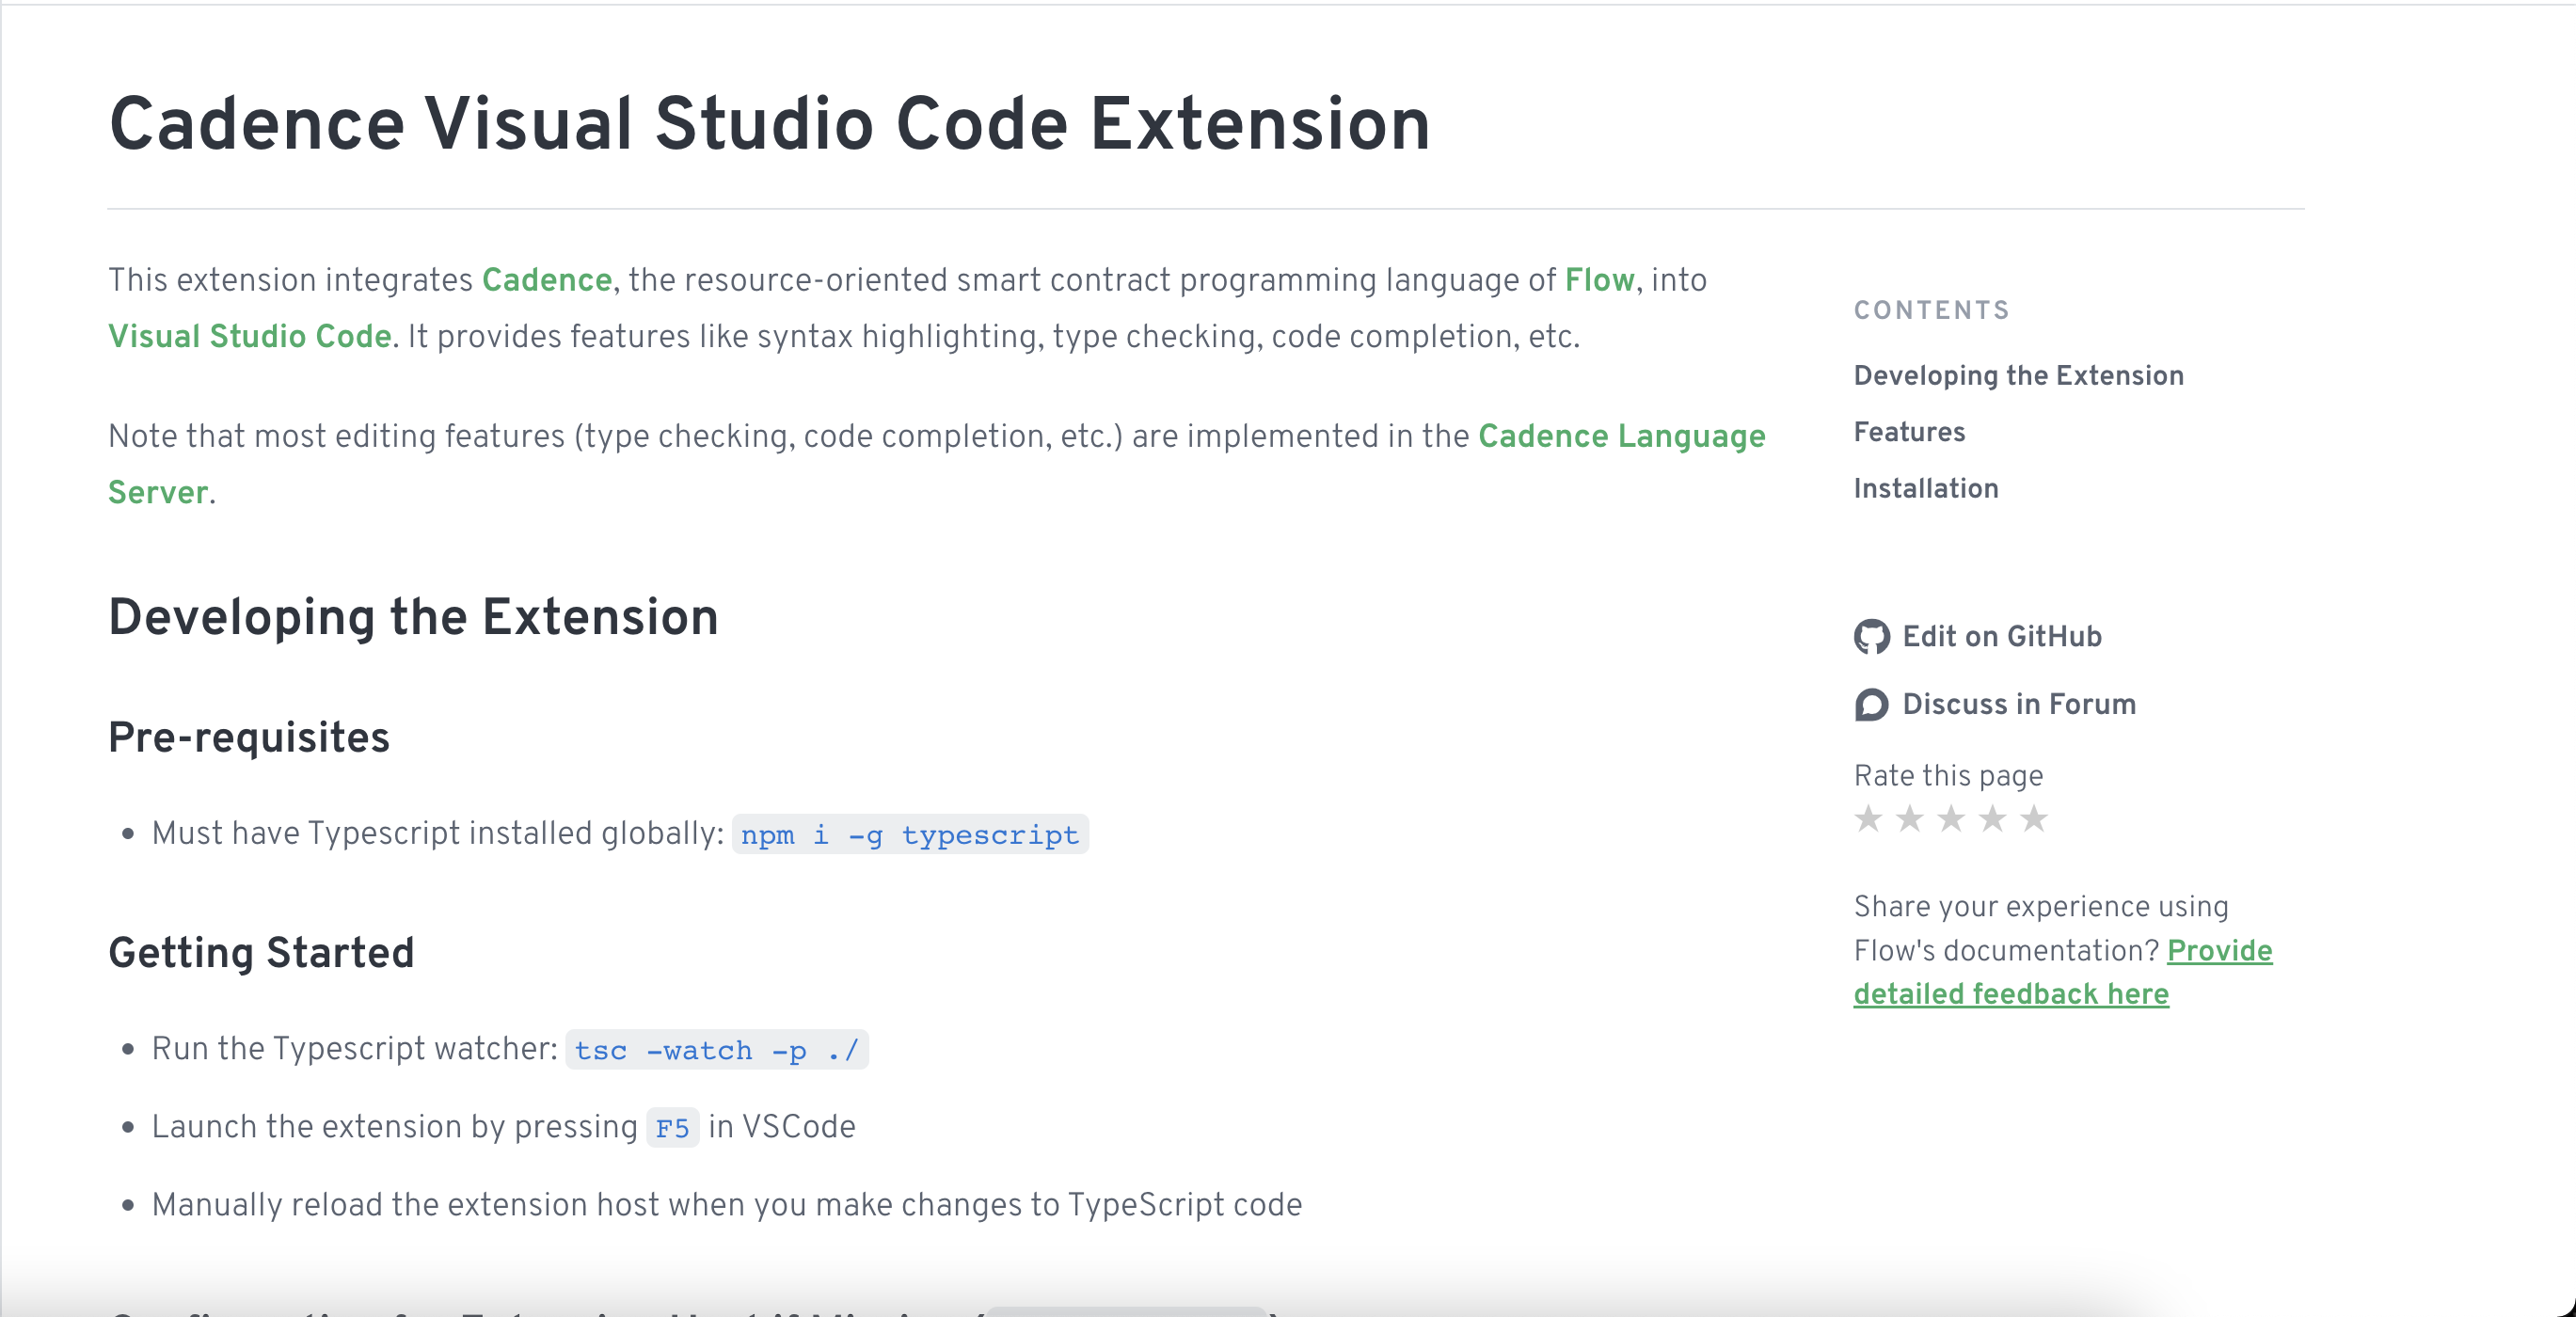 Cadence Visual Studio Code Extension
This extension integrates Cadence, the resource-oriented smart contract programming language of Flow, into
Visual Studio Code. It provides features like syntax highlighting, type checking, code completion, etc.
Note that most editing features (type checking, code completion, etc.) are implemented in the Cadence Language
Server.
Developing the Extension
Pre-requisites
Must have Typescript installed globally: npm i -g typescript
Getting Started
Run the Typescript watcher: tsc -watch -p ./
Launch the extension by pressing F5 in VSCode
Manually reload the extension host when you make changes to TypeScript code
CONTENTS
Developing the Extension
Features
Installation
Edit on GitHub
Discuss in Forum
Rate this page
Share your experience using
Flow's documentation? Provide
detailed feedback here